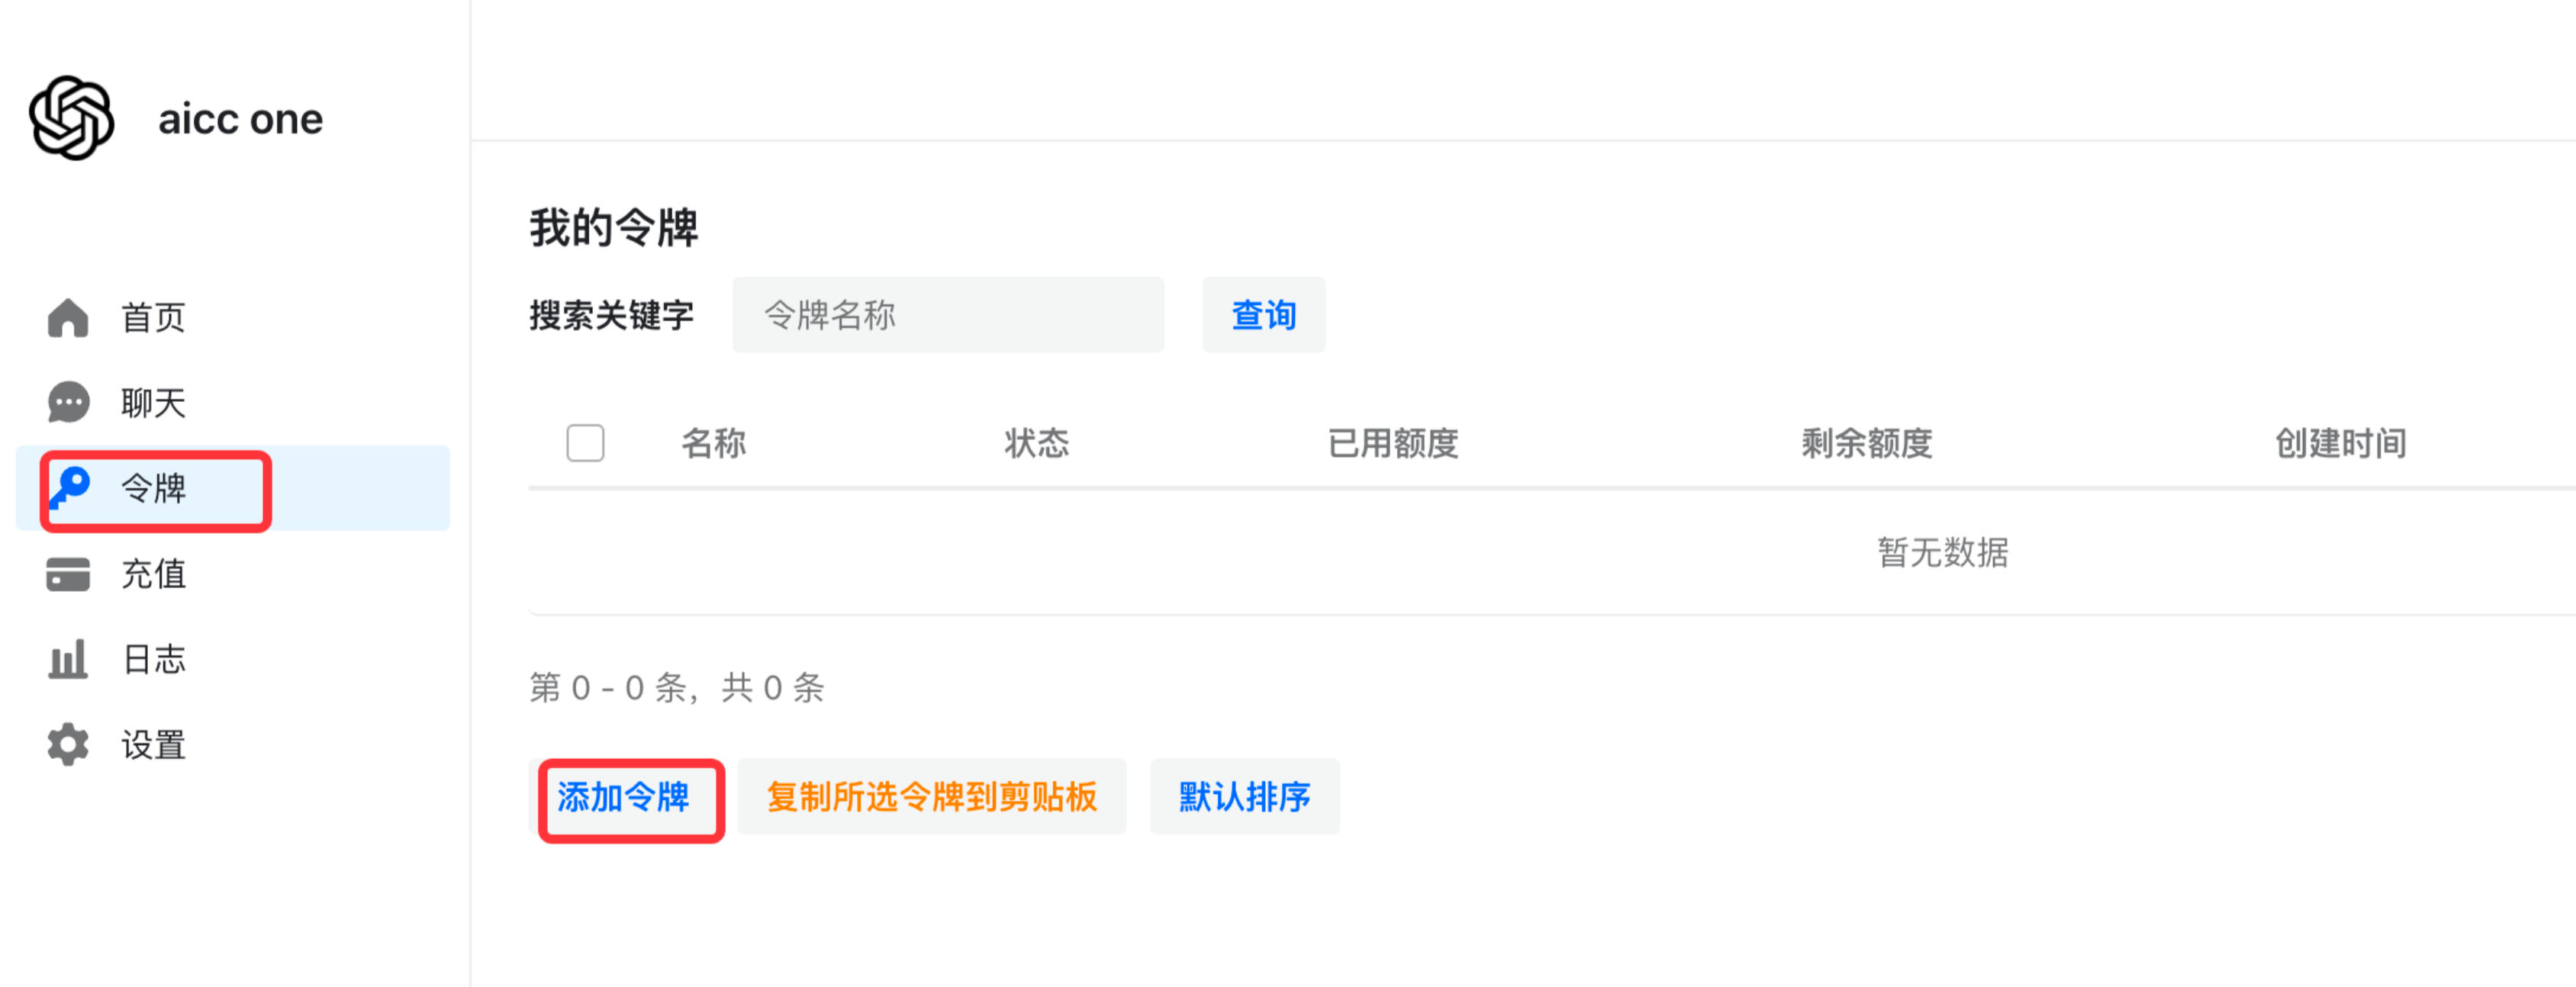 aicc one
首页
聊天
令牌
充值
日志
设置
我的令牌
搜索关键字 令牌名称 查询
名称 状态 已用额度 剩余额度 创建时间
暂无数据
第 0 - 0 条，共 0 条
添加令牌 复制所选令牌到剪贴板 默认排序